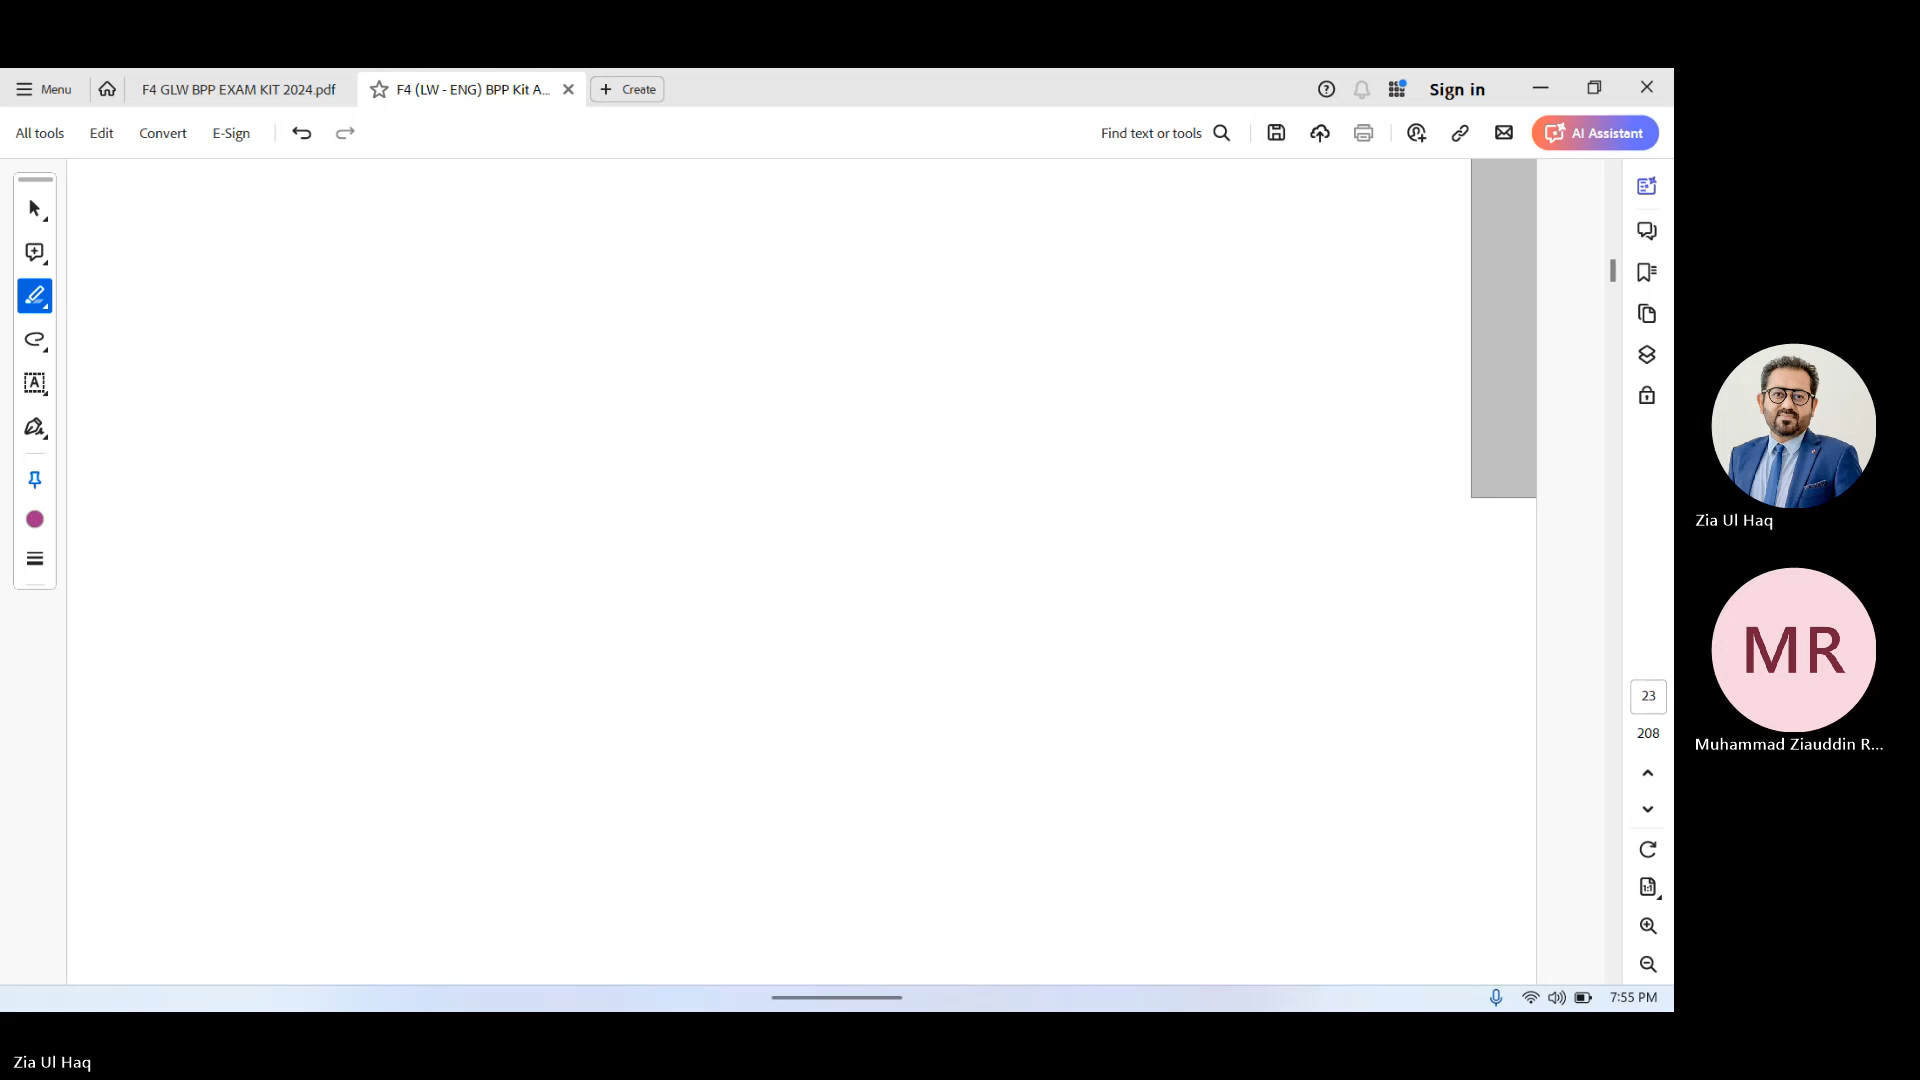 Menu
F4 GLW BPP EXAM KIT 2024.pdf
F4 (LW - ENG) BPP Kit A...
Create
Sign in
All tools
Edit
Convert
E-Sign
Find text or tools
AI Assistant
A
23
208
1:1
7:55 PM
Zia Ul Haq
MR
Muhammad Ziauddin R...
Zia Ul Haq